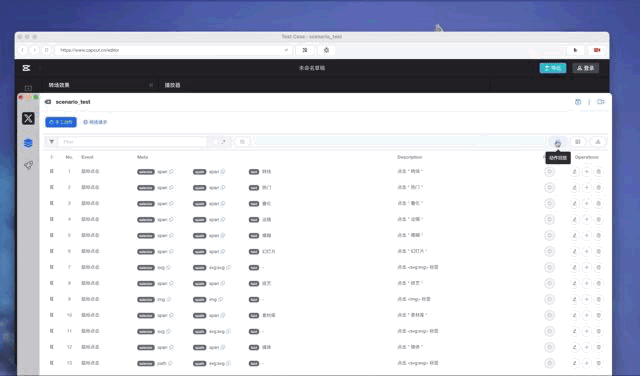 Test Case - scenario_test
https://www.capcut.cn/editor
未命名草稿
导出
登录
转场效果
播放器
scenario_test
手工动作
网络请求
Filter
动作回放
No. Event Meta Description Operations
1 鼠标点击 selector span xpath span text 转场 点击 "转场"
2 鼠标点击 selector span xpath span text 热门 点击 "热门"
3 鼠标点击 selector span xpath span text 叠化 点击 "叠化"
4 鼠标点击 selector span xpath span text 运镜 点击 "运镜"
5 鼠标点击 selector span xpath span text 模糊 点击 "模糊"
6 鼠标点击 selector span xpath span text 幻灯片 点击 "幻灯片"
7 鼠标点击 selector svg xpath svg:svg text - 点击 <svg:svg> 标签
8 鼠标点击 selector span xpath span text 点击
9 鼠标点击 selector img xpath img text - 点击 <img> 标签
10 鼠标点击 selector span xpath span text 素材库 点击 "素材库"
11 鼠标点击 selector svg xpath svg:svg text - 点击 <svg:svg> 标签
12 鼠标点击 selector span xpath span text 媒体 点击 "媒体"
13 鼠标点击 selector path xpath svg:svg text - 点击 <svg:svg> 标签